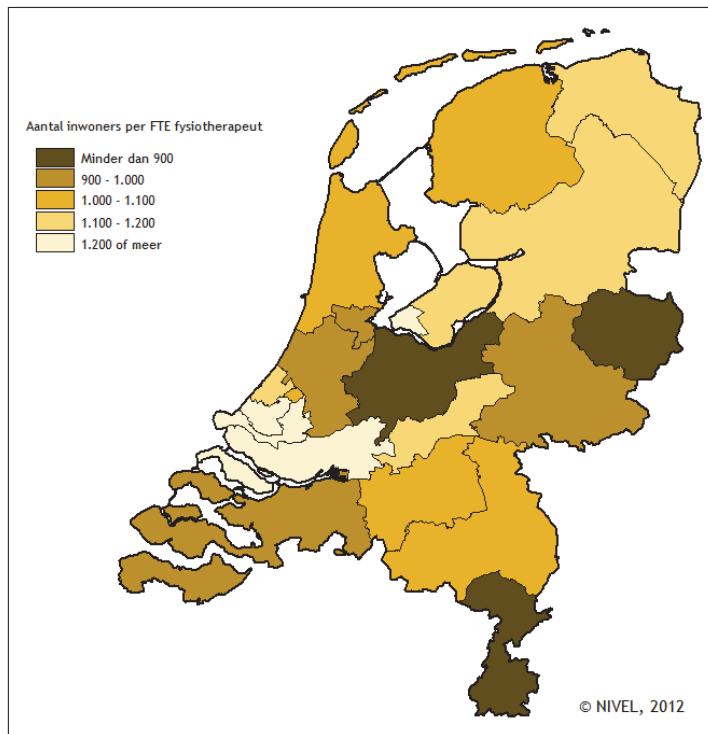 Aantal inwoners per FTE fysiotherapeut
Minder dan 900
900 - 1.000
1.000 - 1.100
1.100 - 1.200
1.200 of meer
© NIVEL, 2012